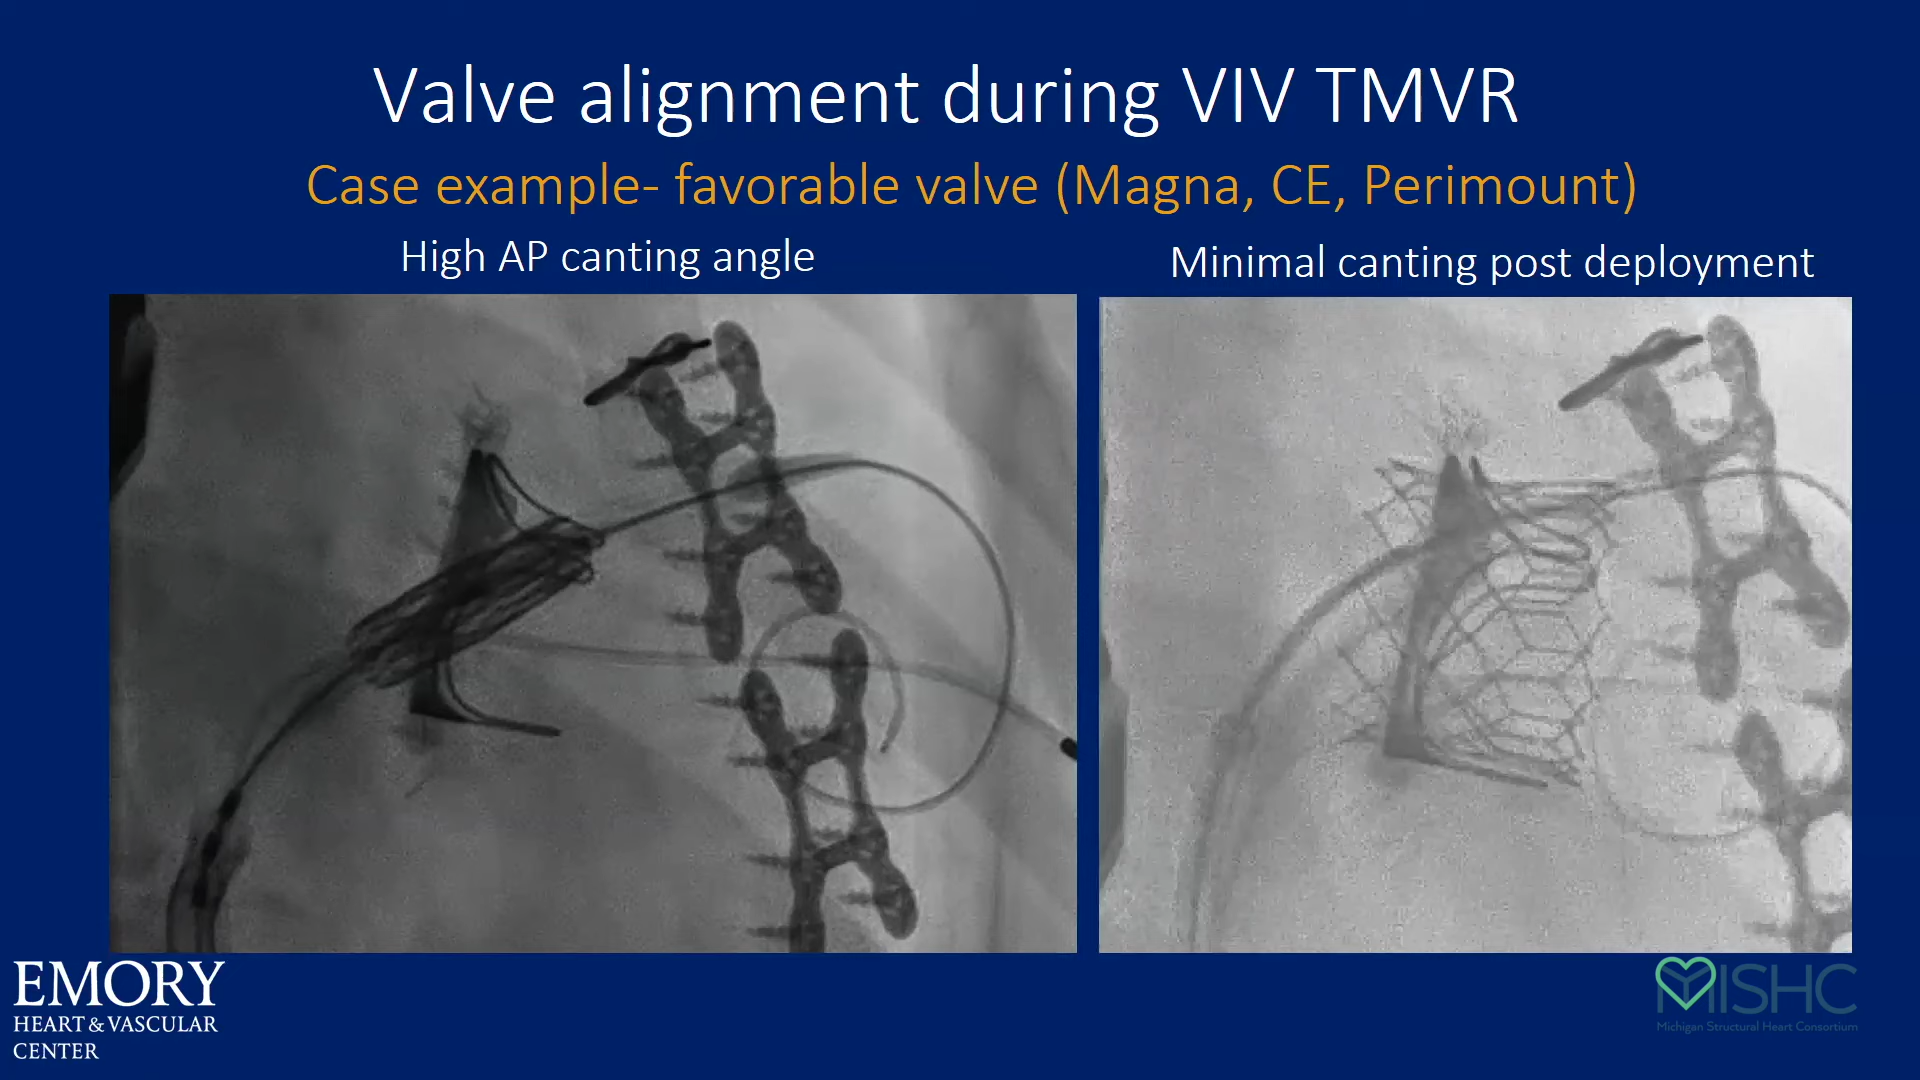 Valve alignment during VIV TMVR
Case example- favorable valve (Magna, CE, Perimount)
High AP canting angle
Minimal canting post deployment
EMORY
HEART & VASCULAR
CENTER
MISHC
Michigan Structural Heart Consortium